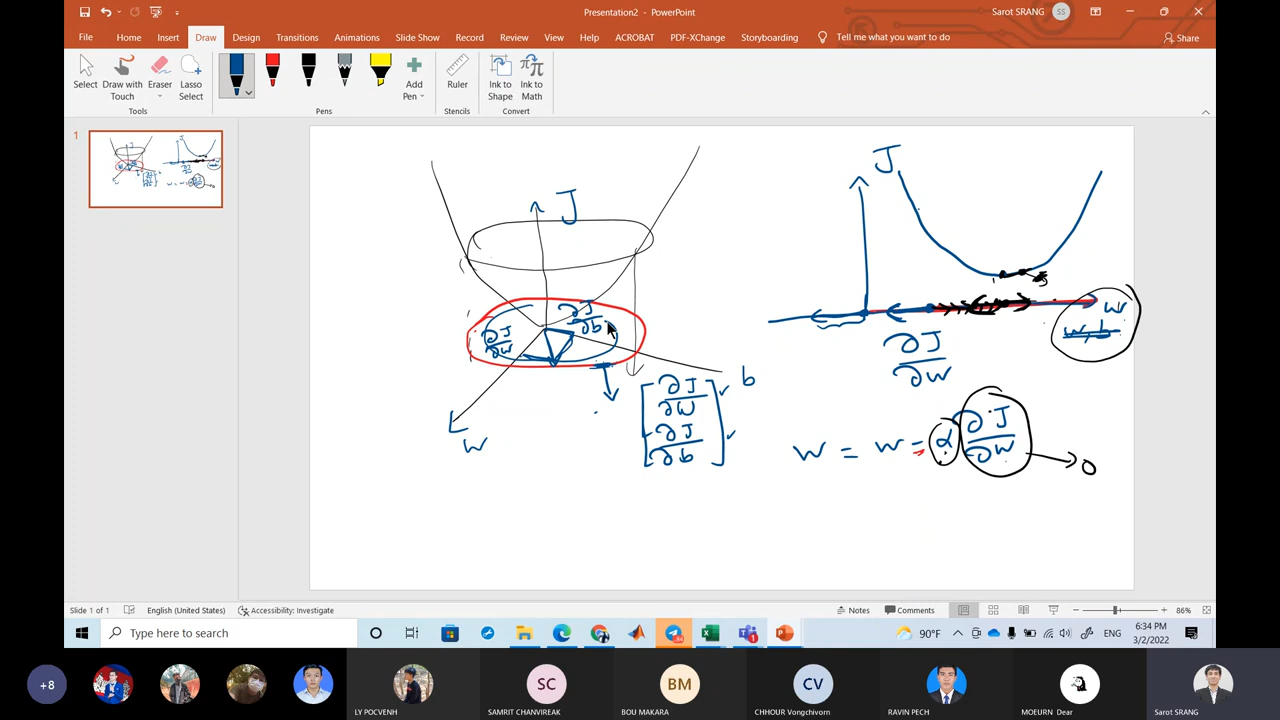 Presentation2 - PowerPoint
Sarot SRANG
SS
File Home Insert Draw Design Transitions Animations Slide Show Record Review View Help ACROBAT PDF-XChange Storyboarding Tell me what you want to do
Share
Select
Draw with Touch
Eraser
Lasso Select
Add Pen
Ruler
Ink to Shape
Ink to Math
Tools
Pens
Stencils
Convert
1
J
J
∂J/∂w
∂J/∂b
w
w,b
∂J/∂w
b
w
∂J/∂w
∂J/∂b
w = w - α ∂J/∂w → 0
Slide 1 of 1
English (United States)
Accessibility: Investigate
Notes
Comments
86%
Type here to search
90°F
ENG
6:34 PM
3/2/2022
+8
LY POCVENH
SC
SAMRIT CHANVIREAK
BM
BOU MAKARA
CV
CHHOUR Vongchivorn
RAVIN PECH
MOEURN Dear
Sarot SRANG